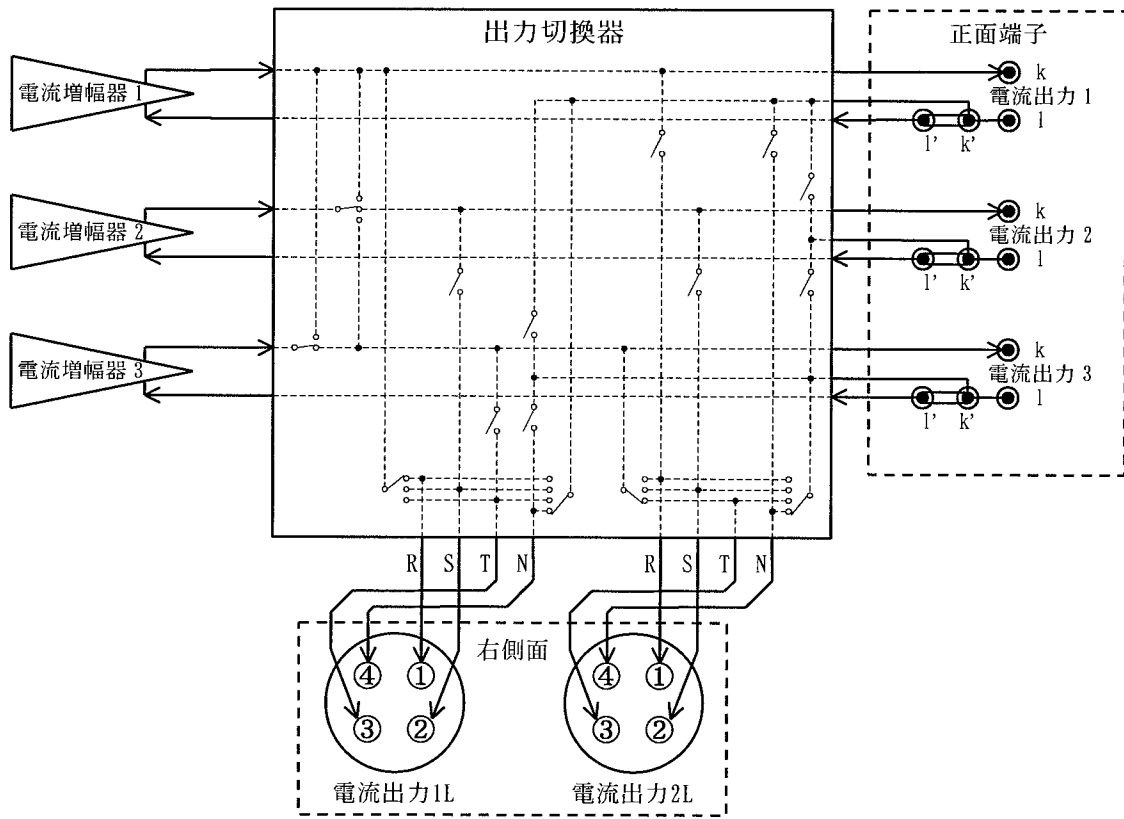 出力切換器
正面端子
電流増幅器 1
k
電流出力 1
l
l' k'
電流増幅器 2
k
電流出力 2
l
l' k'
電流増幅器 3
k
電流出力 3
l
l' k'
R S T N
R S T N
右側面
④ ①
③ ②
④ ①
③ ②
電流出力1L
電流出力2L